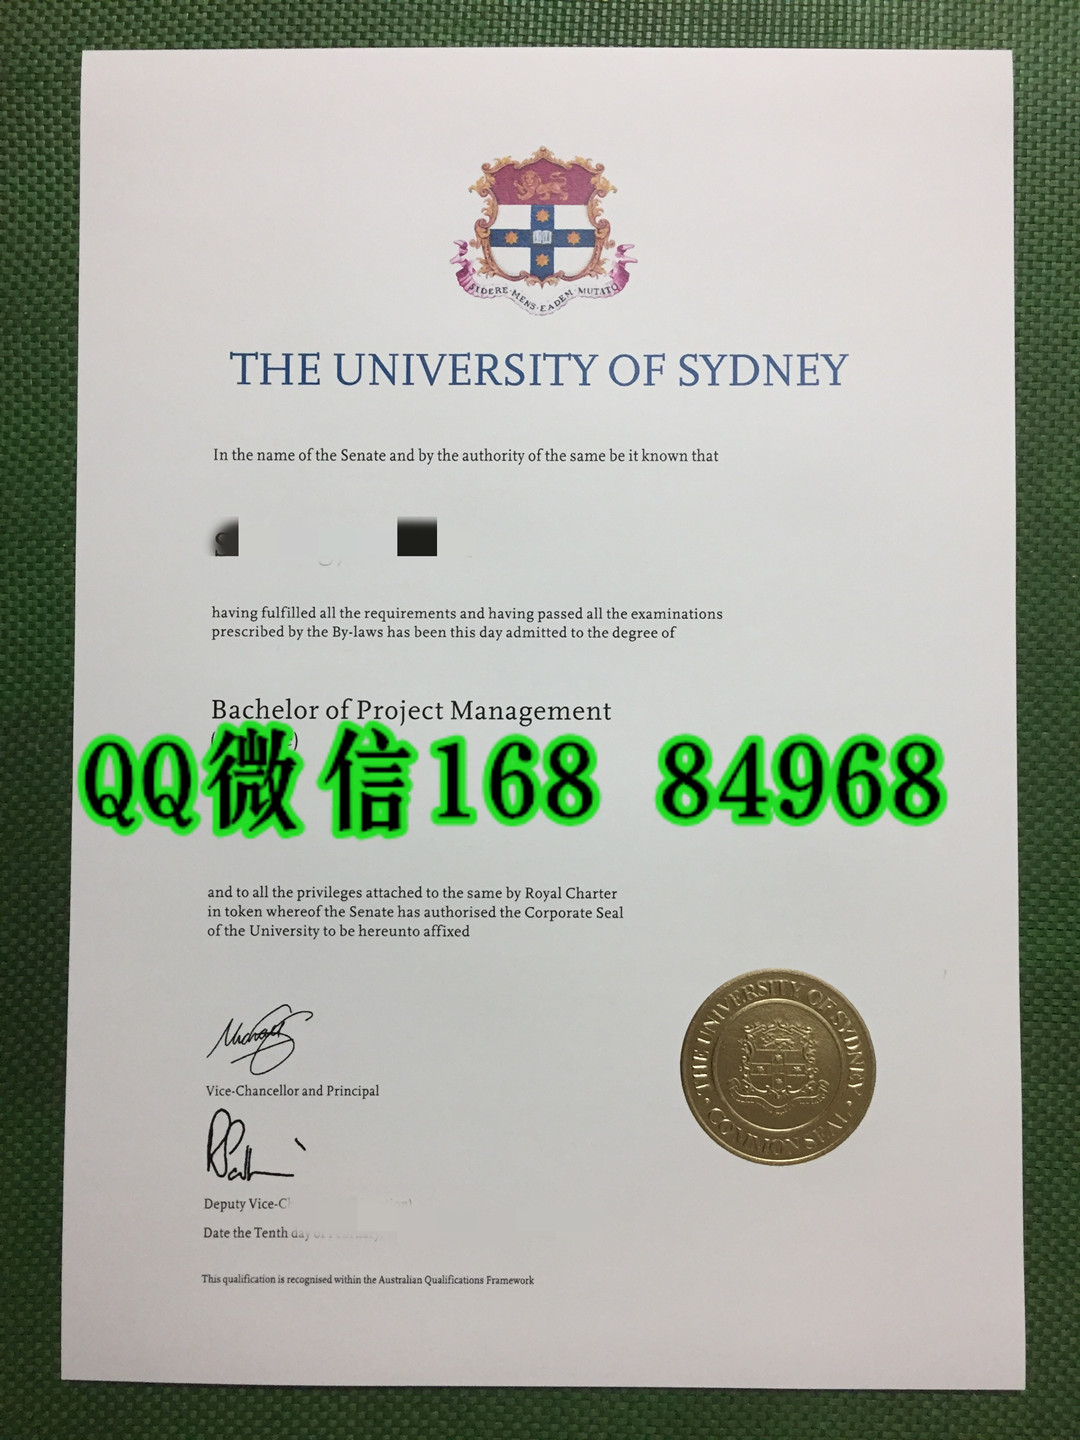 SIDERE·MENS·EADEM·MUTATO
THE UNIVERSITY OF SYDNEY
In the name of the Senate and by the authority of the same be it known that
having fulfilled all the requirements and having passed all the examinations
prescribed by the By-laws has been this day admitted to the degree of
Bachelor of Project Management
QQ微信168 84968
and to all the privileges attached to the same by Royal Charter
in token whereof the Senate has authorised the Corporate Seal
of the University to be hereunto affixed
Vice-Chancellor and Principal
Deputy Vice-C
Date the Tenth day of
This qualification is recognised within the Australian Qualifications Framework
THE UNIVERSITY OF SYDNEY
COMMON SEAL